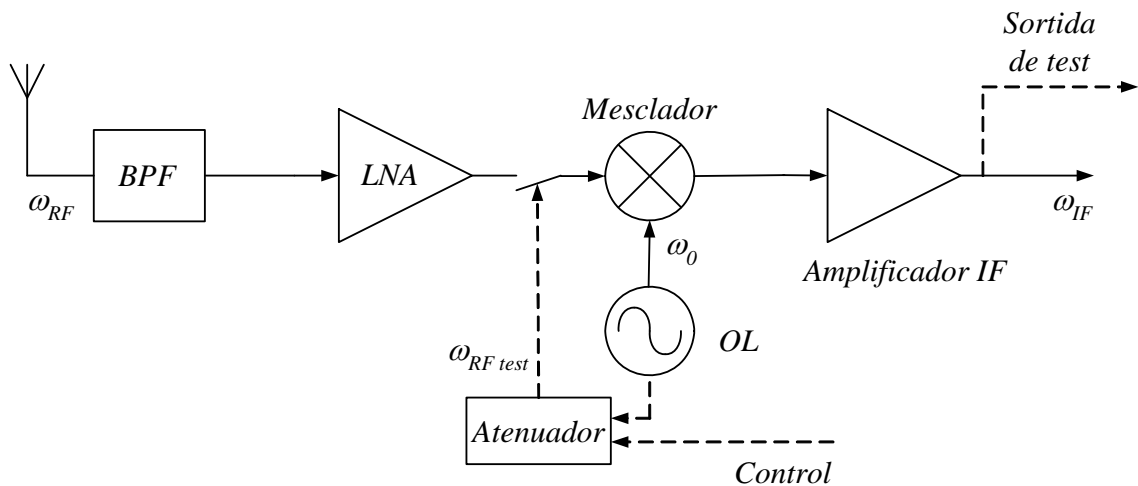 Sortida
de test
Mesclador
BPF
LNA
ω_RF
ω_0
ω_IF
Amplificador IF
OL
ω_RF test
Atenuador
Control